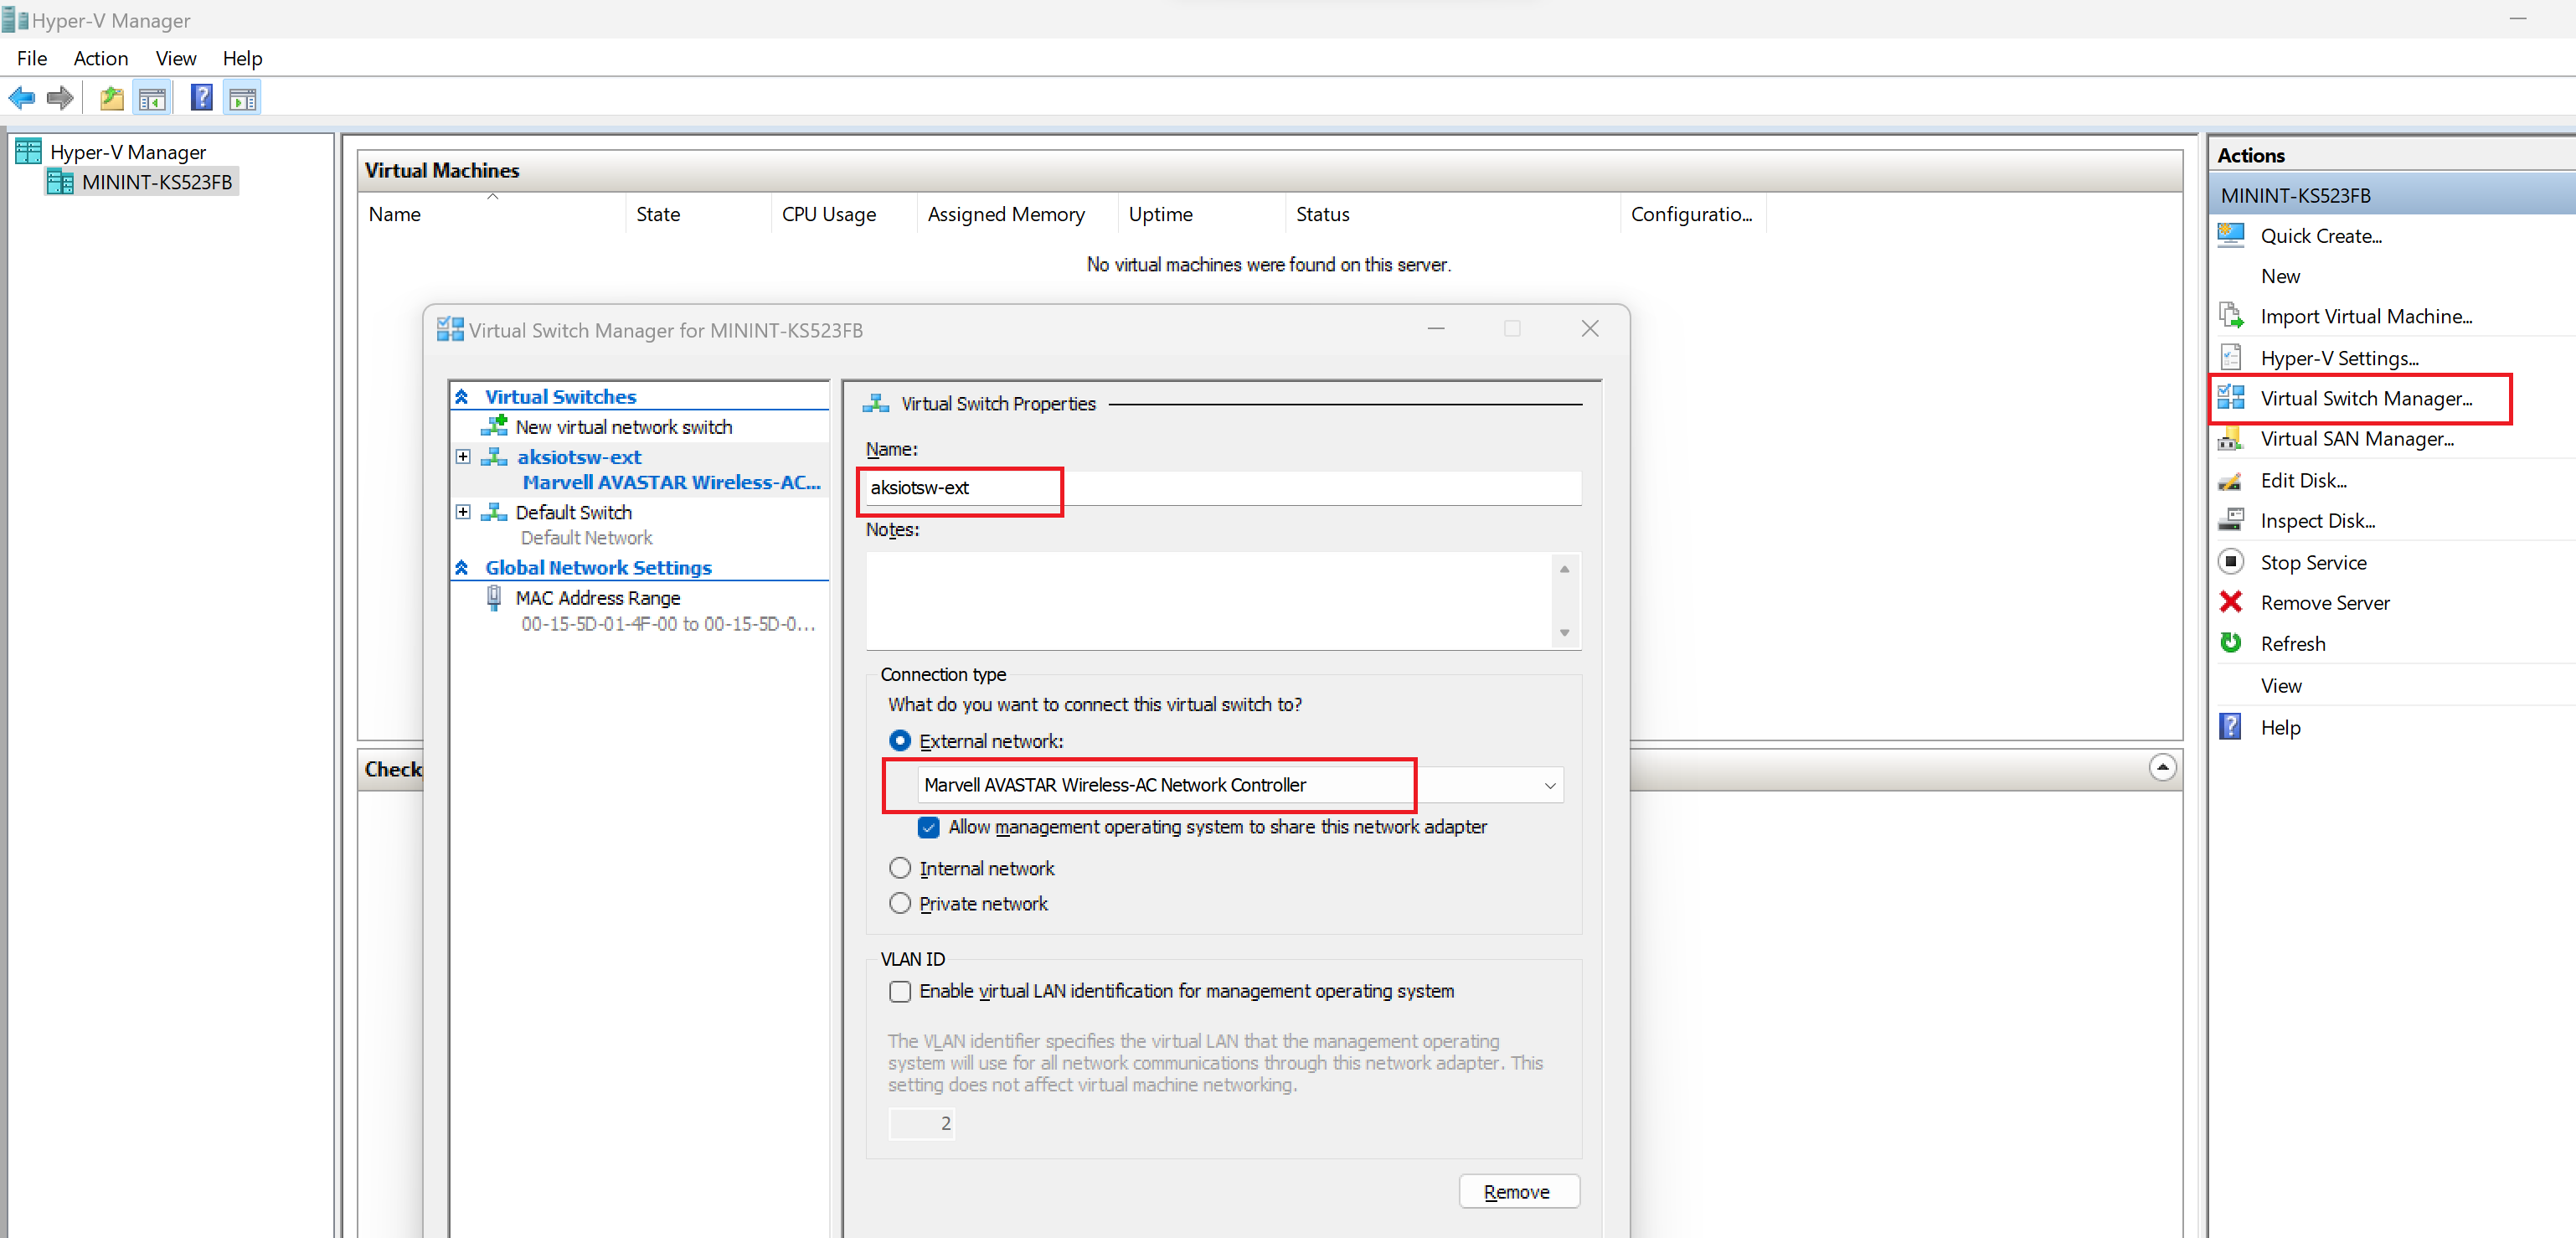 Hyper-V Manager
File Action View Help
Hyper-V Manager
MININT-KS523FB
Virtual Machines
Name State CPU Usage Assigned Memory Uptime Status Configuratio...
No virtual machines were found on this server.
Virtual Switch Manager for MININT-KS523FB
Virtual Switches
New virtual network switch
aksiotsw-ext
Marvell AVASTAR Wireless-AC...
Default Switch
Default Network
Global Network Settings
MAC Address Range
00-15-5D-01-4F-00 to 00-15-5D-0...
Virtual Switch Properties
Name:
aksiotsw-ext
Notes:
Connection type
What do you want to connect this virtual switch to?
External network:
Marvell AVASTAR Wireless-AC Network Controller
Allow management operating system to share this network adapter
Internal network
Private network
VLAN ID
Enable virtual LAN identification for management operating system
The VLAN identifier specifies the virtual LAN that the management operating
system will use for all network communications through this network adapter. This
setting does not affect virtual machine networking.
2
Remove
Check
Actions
MININT-KS523FB
Quick Create...
New
Import Virtual Machine...
Hyper-V Settings...
Virtual Switch Manager...
Virtual SAN Manager...
Edit Disk...
Inspect Disk...
Stop Service
Remove Server
Refresh
View
Help